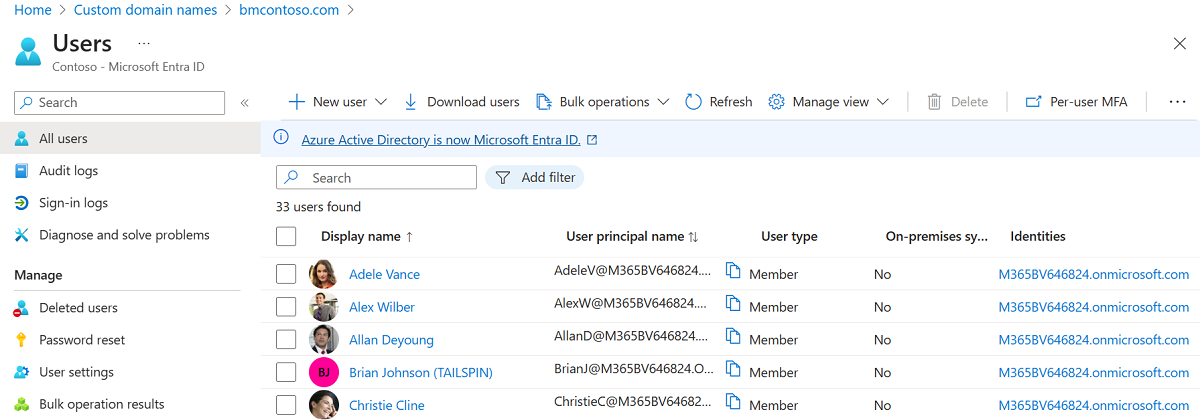 Home > Custom domain names > bmcontoso.com >
Users ...
Contoso - Microsoft Entra ID
Search «
All users
Audit logs
Sign-in logs
Diagnose and solve problems
Manage
Deleted users
Password reset
User settings
Bulk operation results
New user Download users Bulk operations Refresh Manage view Delete Per-user MFA ...
Azure Active Directory is now Microsoft Entra ID.
Search Add filter
33 users found
Display name ↑ User principal name ↑↓ User type On-premises sy... Identities
Adele Vance AdeleV@M365BV646824.... Member No M365BV646824.onmicrosoft.com
Alex Wilber AlexW@M365BV646824.... Member No M365BV646824.onmicrosoft.com
Allan Deyoung AllanD@M365BV646824.... Member No M365BV646824.onmicrosoft.com
BJ Brian Johnson (TAILSPIN) BrianJ@M365BV646824.O... Member No M365BV646824.onmicrosoft.com
Christie Cline ChristieC@M365BV64682... Member No M365BV646824.onmicrosoft.com